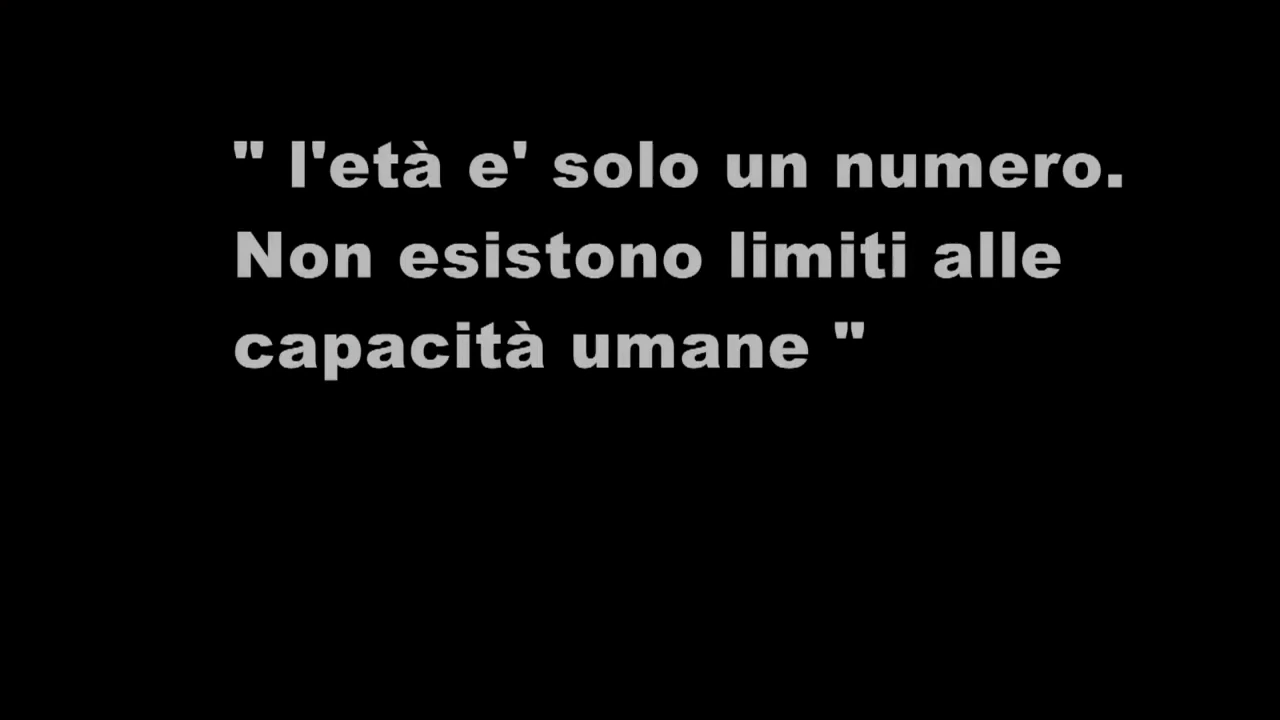 " l'età e' solo un numero.
Non esistono limiti alle
capacità umane "